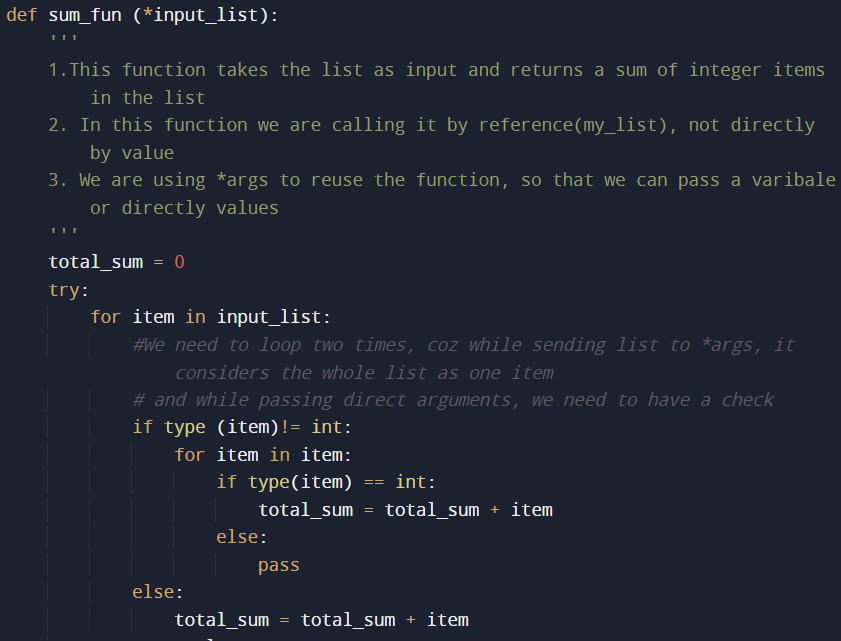 def sum_fun (*input_list):
'''
1.This function takes the list as input and returns a sum of integer items
in the list
2. In this function we are calling it by reference(my_list), not directly
by value
3. We are using *args to reuse the function, so that we can pass a varibale
or directly values
'''
total_sum = 0
try:
for item in input_list:
#We need to loop two times, coz while sending list to *args, it
considers the whole list as one item
# and while passing direct arguments, we need to have a check
if type (item)!= int:
for item in item:
if type(item) == int:
total_sum = total_sum + item
else:
pass
else:
total_sum = total_sum + item